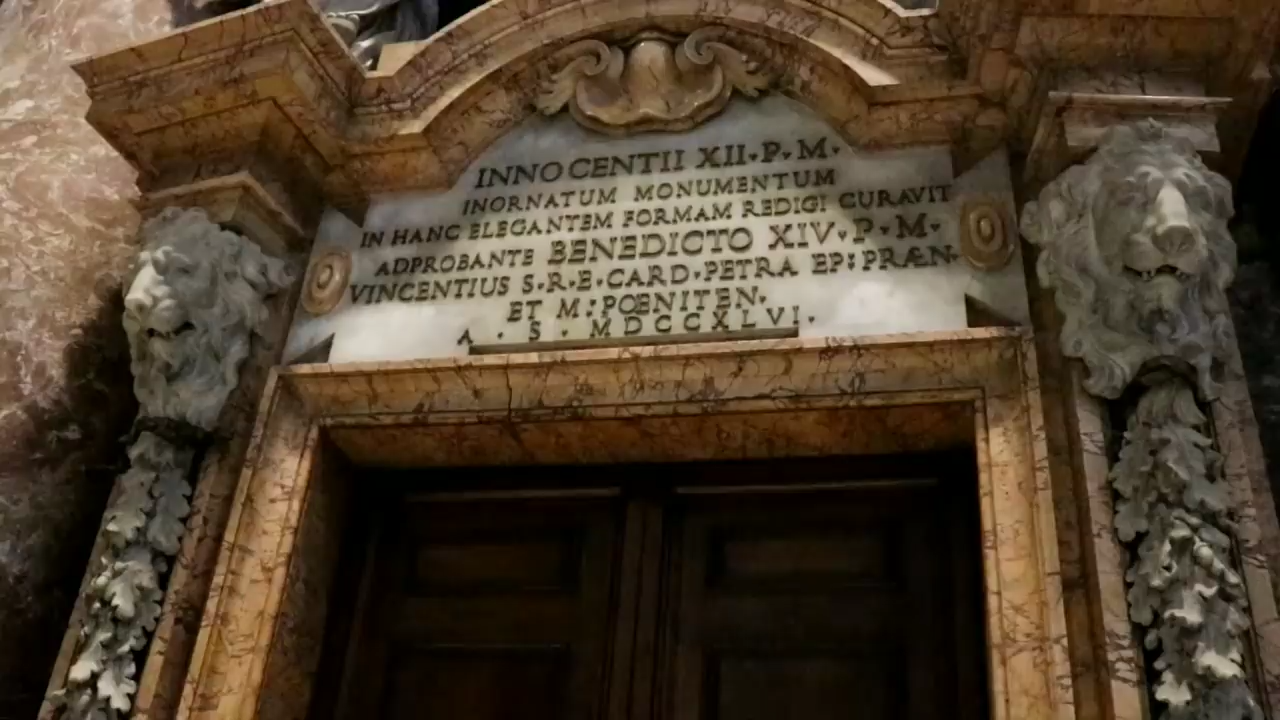 INNOCENTII XII·P·M·
INORNATUM MONUMENTUM
IN HANC ELEGANTEM FORMAM REDIGI CURAVIT
ADPROBANTE BENEDICTO XIV·P·M·
VINCENTIUS S·R·E·CARD·PETRA EP: PRÆN·
ET M: PŒNITEN·
A · S · MDCCXLVI·